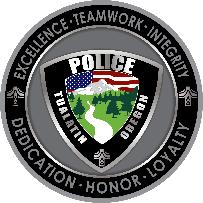 EXCELLENCE · TEAMWORK · INTEGRITY
POLICE
TUALATIN
OREGON
DEDICATION · HONOR · LOYALTY